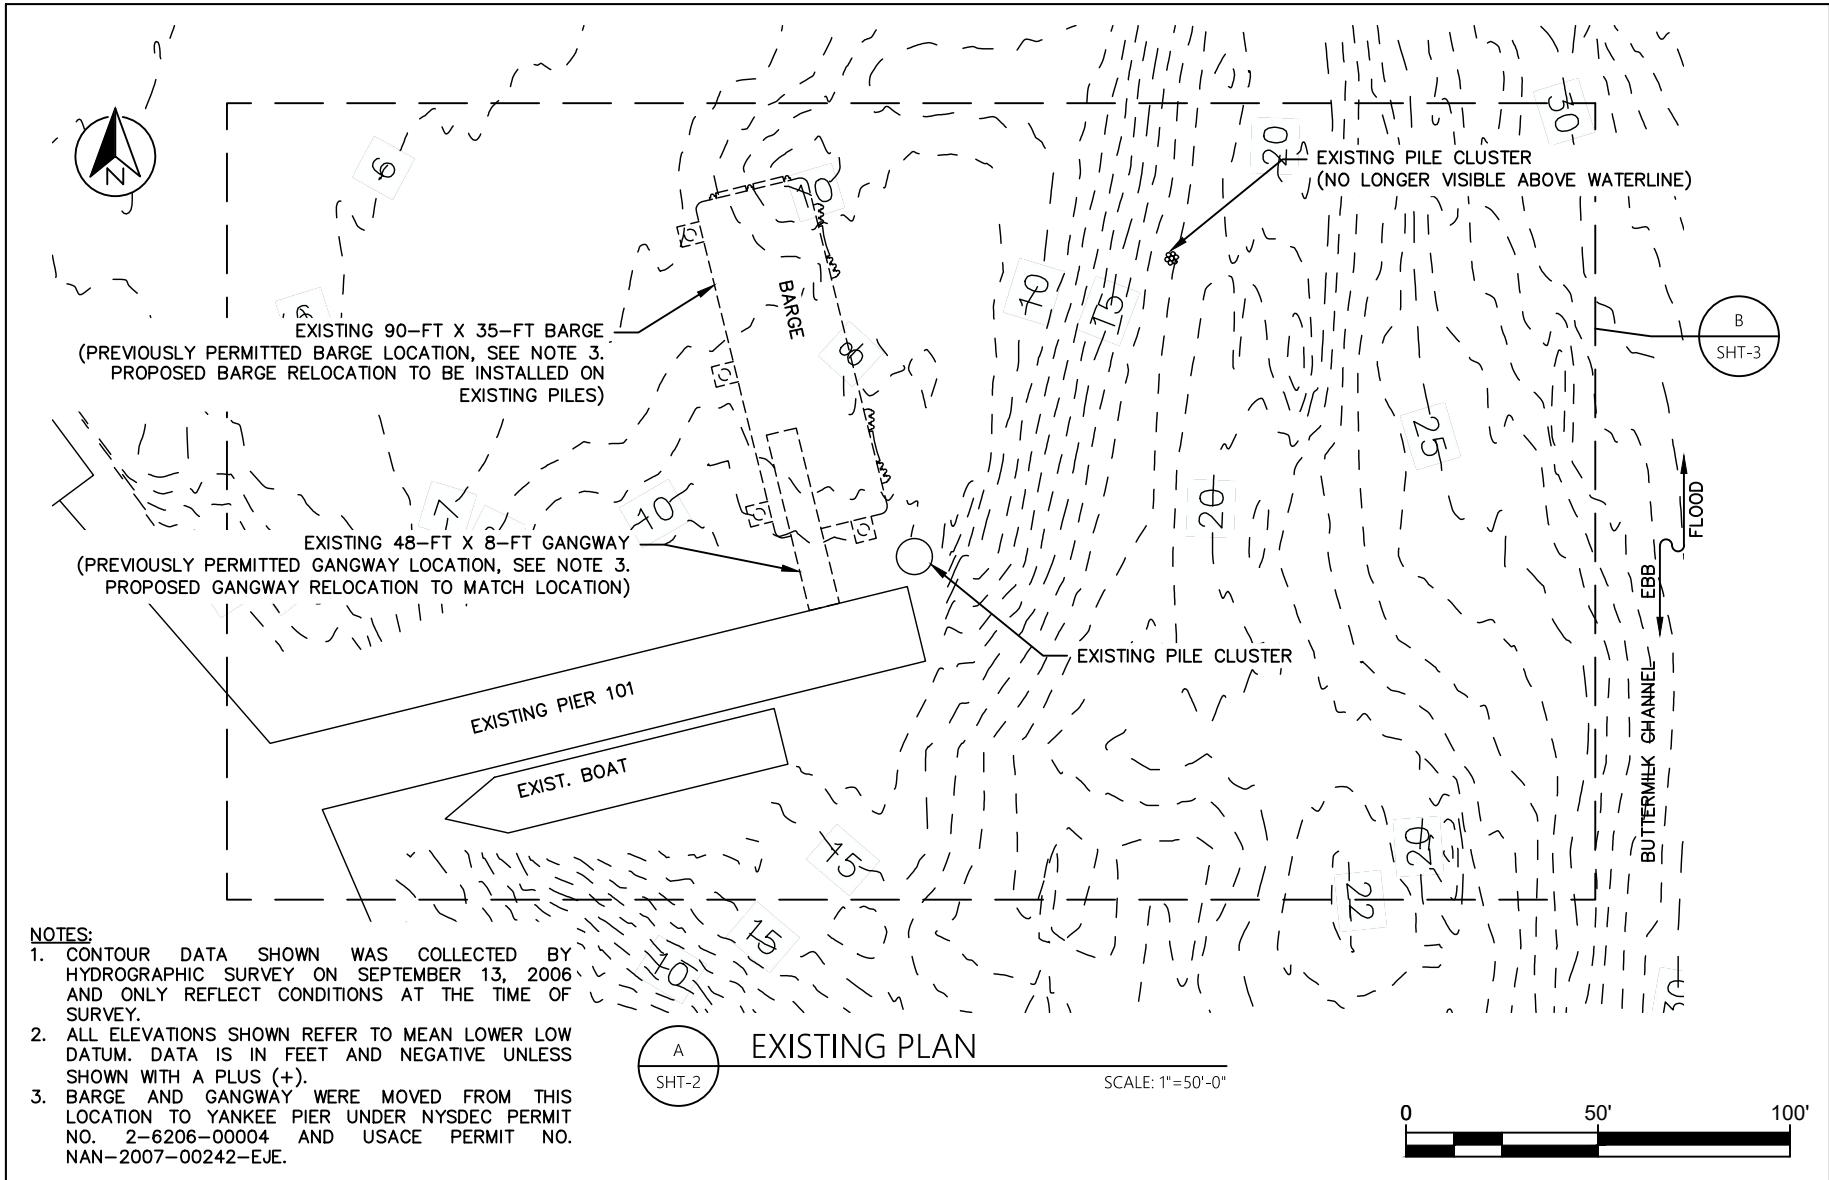 N
9
20
30
EXISTING PILE CLUSTER
(NO LONGER VISIBLE ABOVE WATERLINE)
10
15
BARGE
EXISTING 90-FT X 35-FT BARGE
(PREVIOUSLY PERMITTED BARGE LOCATION, SEE NOTE 3.
PROPOSED BARGE RELOCATION TO BE INSTALLED ON
EXISTING PILES)
B
SHT-3
8
25
7
10
20
FLOOD
EBB
EXISTING 48-FT X 8-FT GANGWAY
(PREVIOUSLY PERMITTED GANGWAY LOCATION, SEE NOTE 3.
PROPOSED GANGWAY RELOCATION TO MATCH LOCATION)
EXISTING PILE CLUSTER
EXISTING PIER 101
EXIST. BOAT
BUTTERMILK CHANNEL
15
20
22
15
10
30
NOTES:
1. CONTOUR DATA SHOWN WAS COLLECTED BY
HYDROGRAPHIC SURVEY ON SEPTEMBER 13, 2006
AND ONLY REFLECT CONDITIONS AT THE TIME OF
SURVEY.
2. ALL ELEVATIONS SHOWN REFER TO MEAN LOWER LOW
DATUM. DATA IS IN FEET AND NEGATIVE UNLESS
SHOWN WITH A PLUS (+).
3. BARGE AND GANGWAY WERE MOVED FROM THIS
LOCATION TO YANKEE PIER UNDER NYSDEC PERMIT
NO. 2-6206-00004 AND USACE PERMIT NO.
NAN-2007-00242-EJE.
A
SHT-2
EXISTING PLAN
SCALE: 1"=50'-0"
0 50' 100'